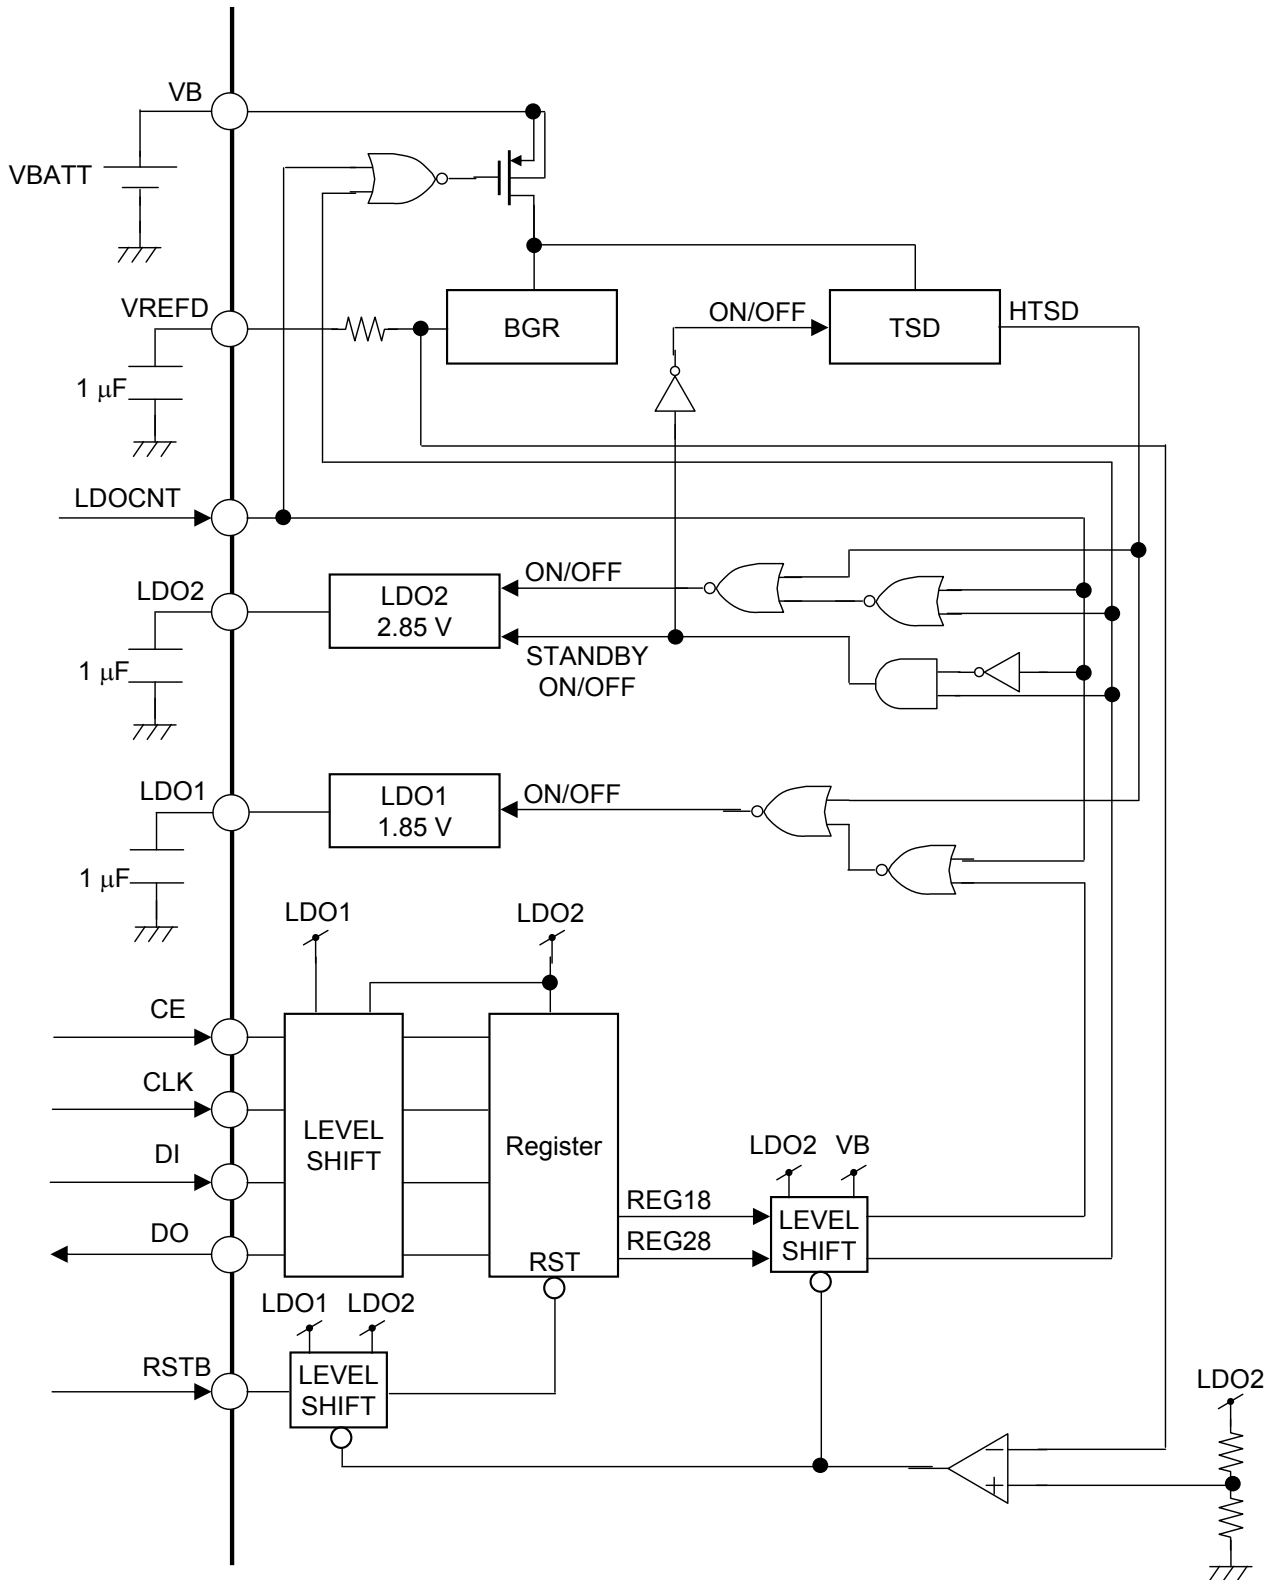 VB
VBATT
VREFD
BGR
ON/OFF
TSD
HTSD
1 μF
LDOCNT
LDO2
LDO2
2.85 V
ON/OFF
STANDBY
ON/OFF
1 μF
LDO1
LDO1
1.85 V
ON/OFF
1 μF
LDO1
LDO2
CE
CLK
DI
DO
LEVEL
SHIFT
Register
RST
REG18
REG28
LDO2
VB
LEVEL
SHIFT
LDO1
LDO2
RSTB
LEVEL
SHIFT
LDO2
−
+